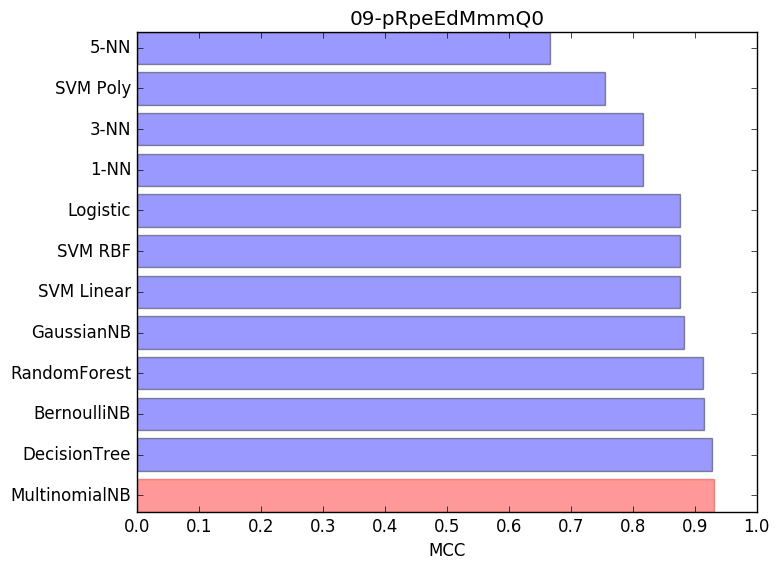 09-pRpeEdMmmQ0
5-NN
SVM Poly
3-NN
1-NN
Logistic
SVM RBF
SVM Linear
GaussianNB
RandomForest
BernoulliNB
DecisionTree
MultinomialNB
0.0 0.1 0.2 0.3 0.4 0.5 0.6 0.7 0.8 0.9 1.0
MCC